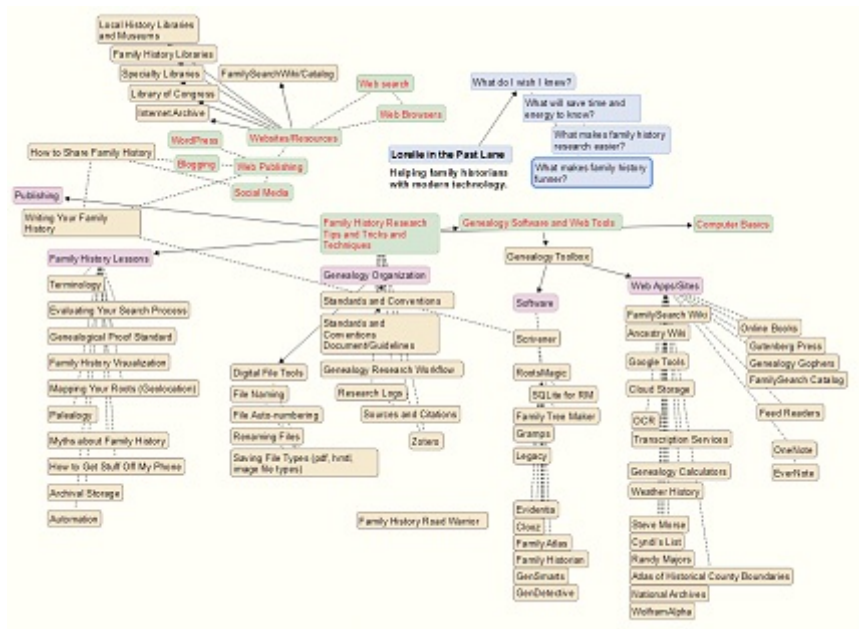 Local History Libraries
and Museums
Family History Libraries
Specialty Libraries
FamilySearchWiki/Catalog
Library of Congress
Internet Archive
Web search
Web Browsers
Websites/Resources
What do I wish I knew?
What will save time and
energy to know?
What makes family history
research easier?
What makes family history
funner?
Lorelle in the Past Lane
Helping family historians
with modern technology.
WordPress
How to Share Family History
Blogging
Web Publishing
Social Media
Publishing
Writing Your Family
History
Family History Research
Tips and Tricks and
Techniques
Genealogy Software and Web Tools
Computer Basics
Family History Lessons
Terminology
Evaluating Your Search Process
Genealogical Proof Standard
Family History Visualization
Mapping Your Roots (Geolocation)
Palealogy
Myths about Family History
How to Get Stuff Off My Phone
Archival Storage
Automation
Genealogy Organization
Standards and Conventions
Standards and
Conventions
Document/Guidelines
Genealogy Research Workflow
Research Logs
Sources and Citations
Zotero
Digital File Tools
File Naming
File Auto-numbering
Renaming Files
Saving File Types (pdf, html,
image file types)
Family History Road Warrior
Genealogy Toolbox
Software
Scrivener
RootsMagic
SQLite for RM
Family Tree Maker
Gramps
Legacy
Evidentia
Clooz
Family Atlas
Family Historian
GenSmarts
GenDetective
Web Apps/Sites
FamilySearch Wiki
Ancestry Wiki
Google Tools
Cloud Storage
OCR
Transcription Services
Genealogy Calculators
Weather History
Steve Morse
Cyndi's List
Randy Majors
Atlas of Historical County Boundaries
National Archives
WolframAlpha
Online Books
Gutenberg Press
Genealogy Gophers
FamilySearch Catalog
Feed Readers
OneNote
EverNote